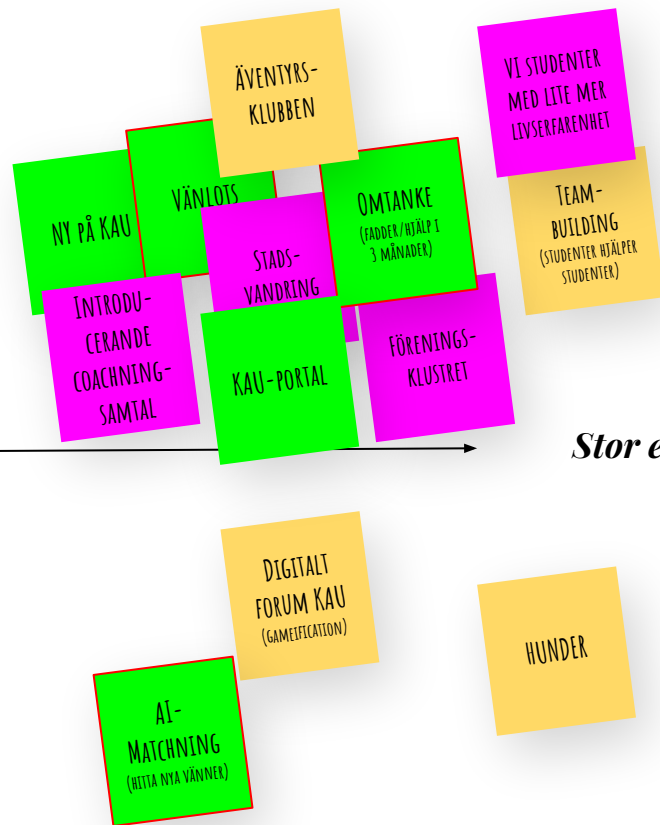 ÄVENTYRS-
KLUBBEN
VI STUDENTER
MED LITE MER
LIVSERFARENHET
NY PÅ KAU
VÄNLOTS
OMTANKE
(FADDER/HJÄLP I
3 MÅNADER)
TEAM-
BUILDING
(STUDENTER HJÄLPER
STUDENTER)
STADS-
VANDRING
INTRODU-
CERANDE
COACHNING-
SAMTAL
KAU-PORTAL
FÖRENINGS-
KLUSTRET
Stor e
DIGITALT
FORUM KAU
(GAMEIFICATION)
HUNDER
AI-
MATCHNING
(HITTA NYA VÄNNER)